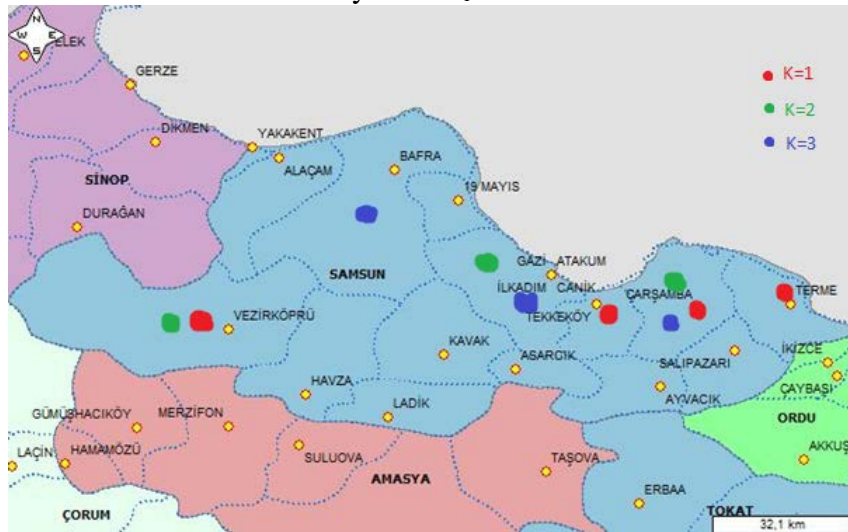 N
W E
S
ELEK
GERZE
K=1
K=2
K=3
DİKMEN
YAKAKENT
ALAÇAM
BAFRA
19 MAYIS
SİNOP
DURAĞAN
SAMSUN
GAZİ ATAKUM
İLKADIM CANİK
ÇARŞAMBA
TERME
TEKKEKÖY
VEZİRKÖPRÜ
KAVAK
ASARCIK
SALIPAZARI
İKİZCE
ÇAYBAŞI
HAVZA
LADİK
AYVACIK
ORDU
GÜMÜŞHACIKÖY
MERZİFON
LAÇİN
HAMAMÖZÜ
SULUOVA
AMASYA
TAŞOVA
AKKUŞ
ERBAA
ÇORUM
TOKAT
32,1 km